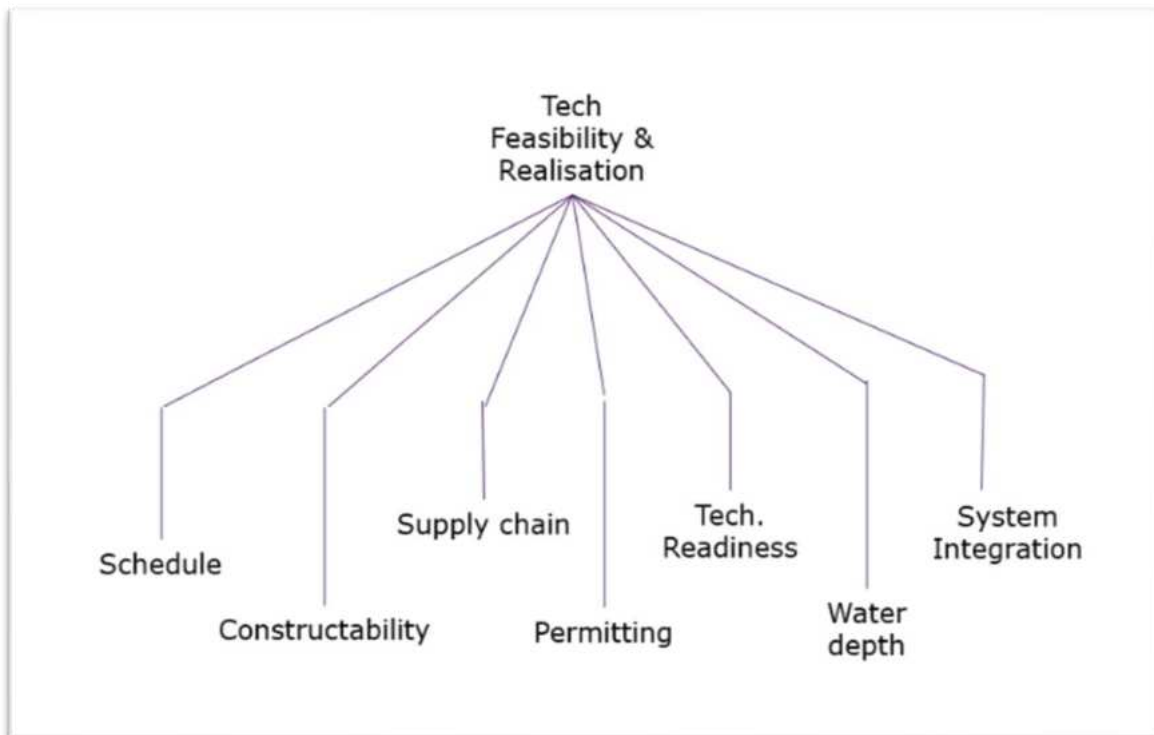 Tech
Feasibility &
Realisation
Schedule
Constructability
Supply chain
Permitting
Tech.
Readiness
Water
depth
System
Integration